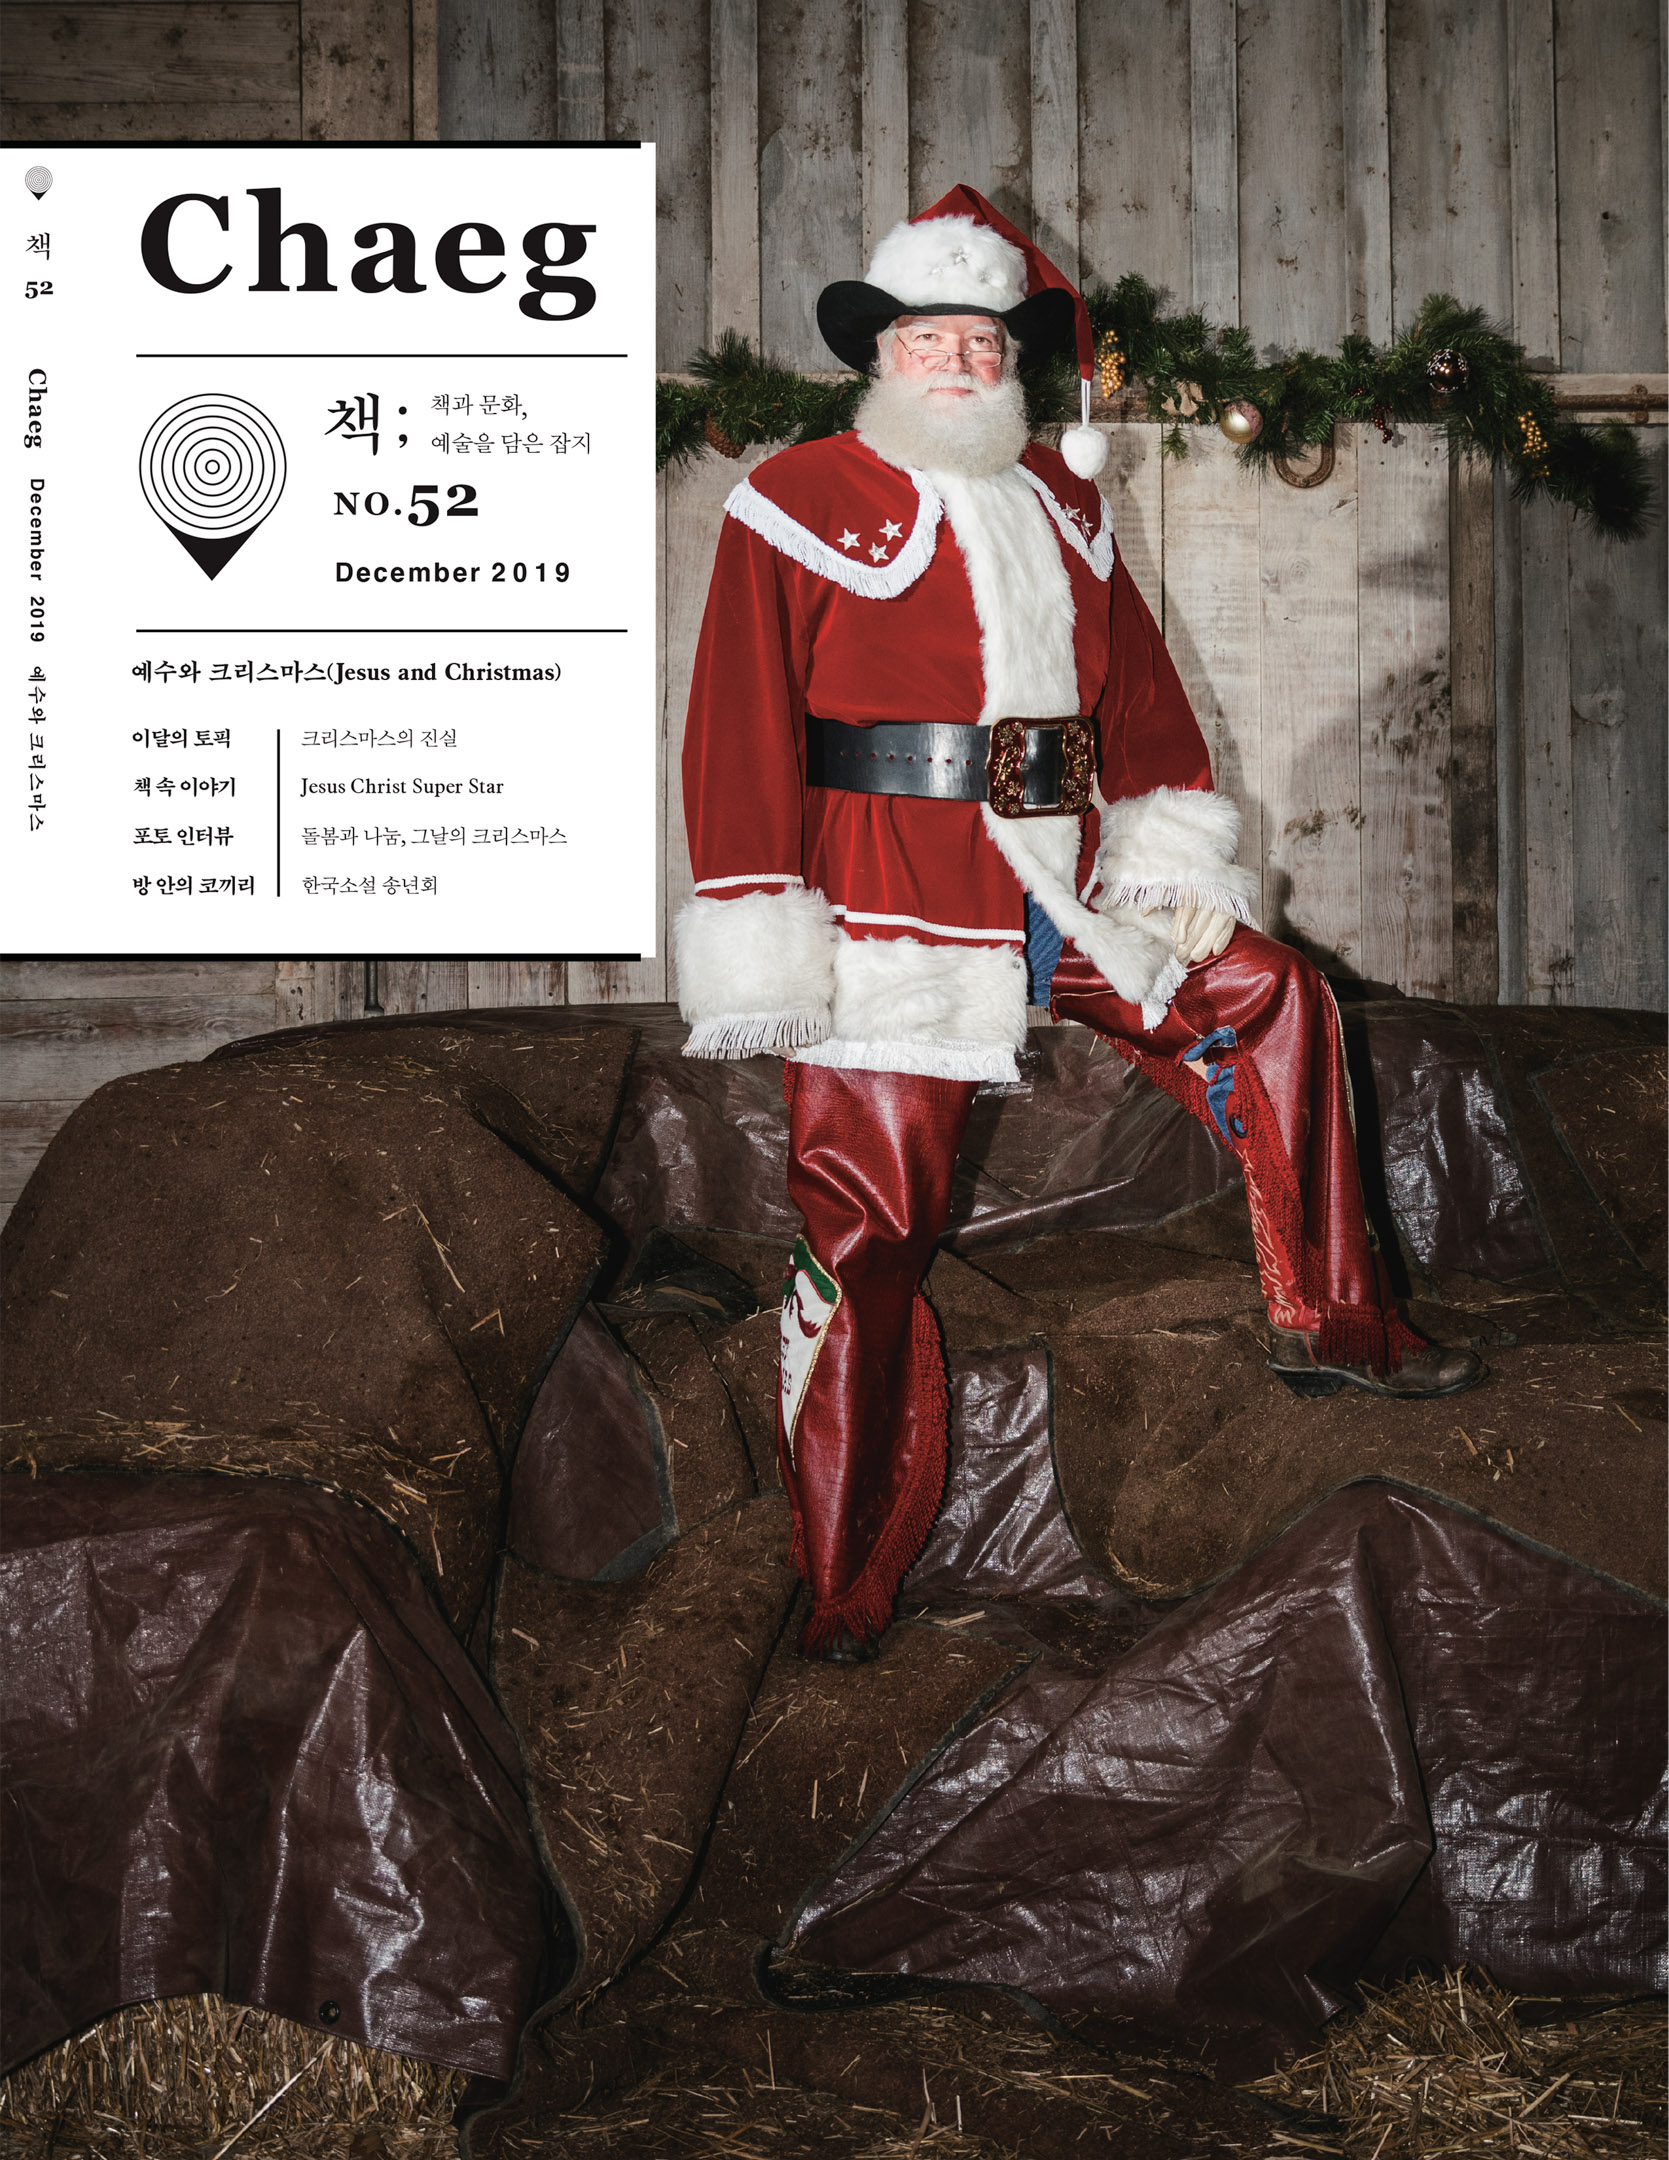 책
52
Chaeg
December 2019
예수와 크리스마스
Chaeg
책; 책과 문화,
예술을 담은 잡지
NO.52
December 2019
예수와 크리스마스(Jesus and Christmas)
이달의 토픽 크리스마스의 진실
책 속 이야기 Jesus Christ Super Star
포토 인터뷰 돌봄과 나눔, 그날의 크리스마스
방 안의 코끼리 한국소설 송년회